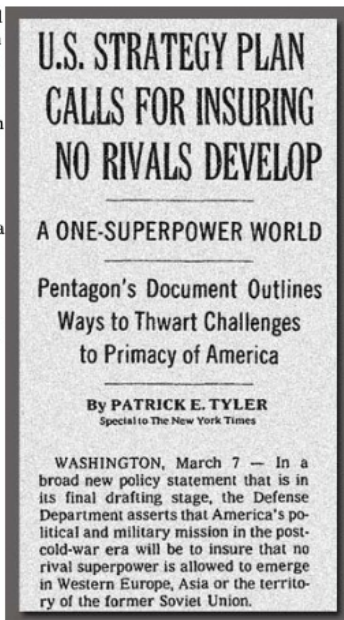 U.S. STRATEGY PLAN
CALLS FOR INSURING
NO RIVALS DEVELOP
A ONE-SUPERPOWER WORLD
Pentagon's Document Outlines
Ways to Thwart Challenges
to Primacy of America
By PATRICK E. TYLER
Special to The New York Times
WASHINGTON, March 7 — In a
broad new policy statement that is in
its final drafting stage, the Defense
Department asserts that America's po-
litical and military mission in the post-
cold-war era will be to insure that no
rival superpower is allowed to emerge
in Western Europe, Asia or the territo-
ry of the former Soviet Union.